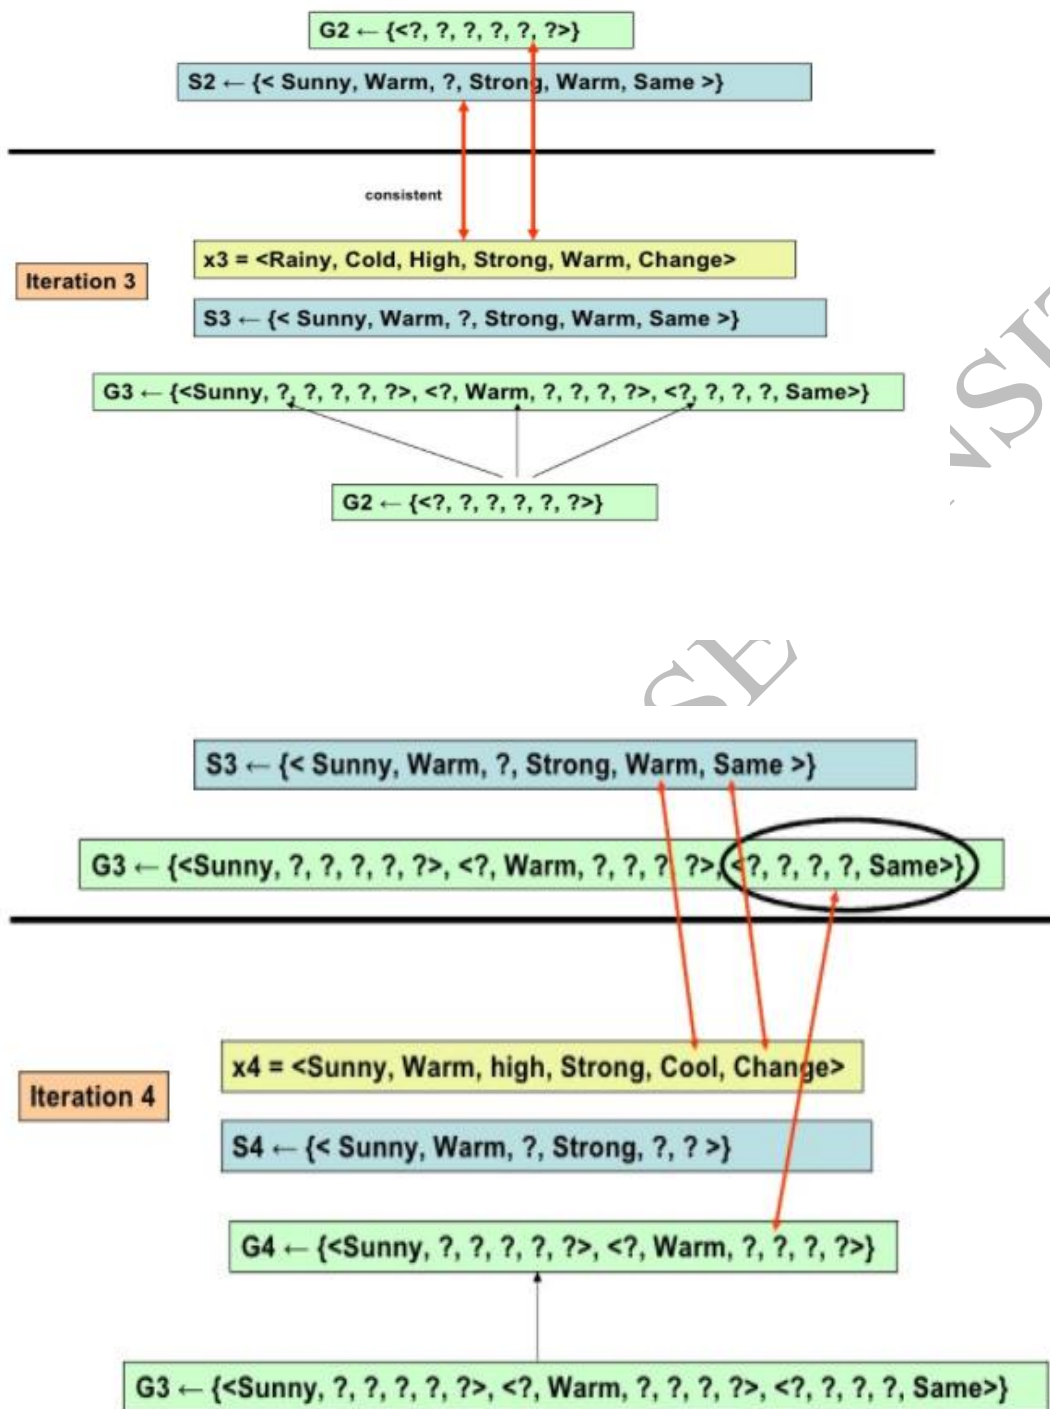 G2 ← {<?, ?, ?, ?, ?, ?>}
S2 ← {< Sunny, Warm, ?, Strong, Warm, Same >}
consistent
x3 = <Rainy, Cold, High, Strong, Warm, Change>
Iteration 3
S3 ← {< Sunny, Warm, ?, Strong, Warm, Same >}
G3 ← {<Sunny, ?, ?, ?, ?, ?>, <?, Warm, ?, ?, ?, ?>, <?, ?, ?, ?, Same>}
G2 ← {<?, ?, ?, ?, ?, ?>}
S3 ← {< Sunny, Warm, ?, Strong, Warm, Same >}
G3 ← {<Sunny, ?, ?, ?, ?, ?>, <?, Warm, ?, ?, ?, ?>, <?, ?, ?, ?, Same>}
x4 = <Sunny, Warm, high, Strong, Cool, Change>
Iteration 4
S4 ← {< Sunny, Warm, ?, Strong, ?, ? >}
G4 ← {<Sunny, ?, ?, ?, ?, ?>, <?, Warm, ?, ?, ?, ?>}
G3 ← {<Sunny, ?, ?, ?, ?, ?>, <?, Warm, ?, ?, ?, ?>, <?, ?, ?, ?, Same>}